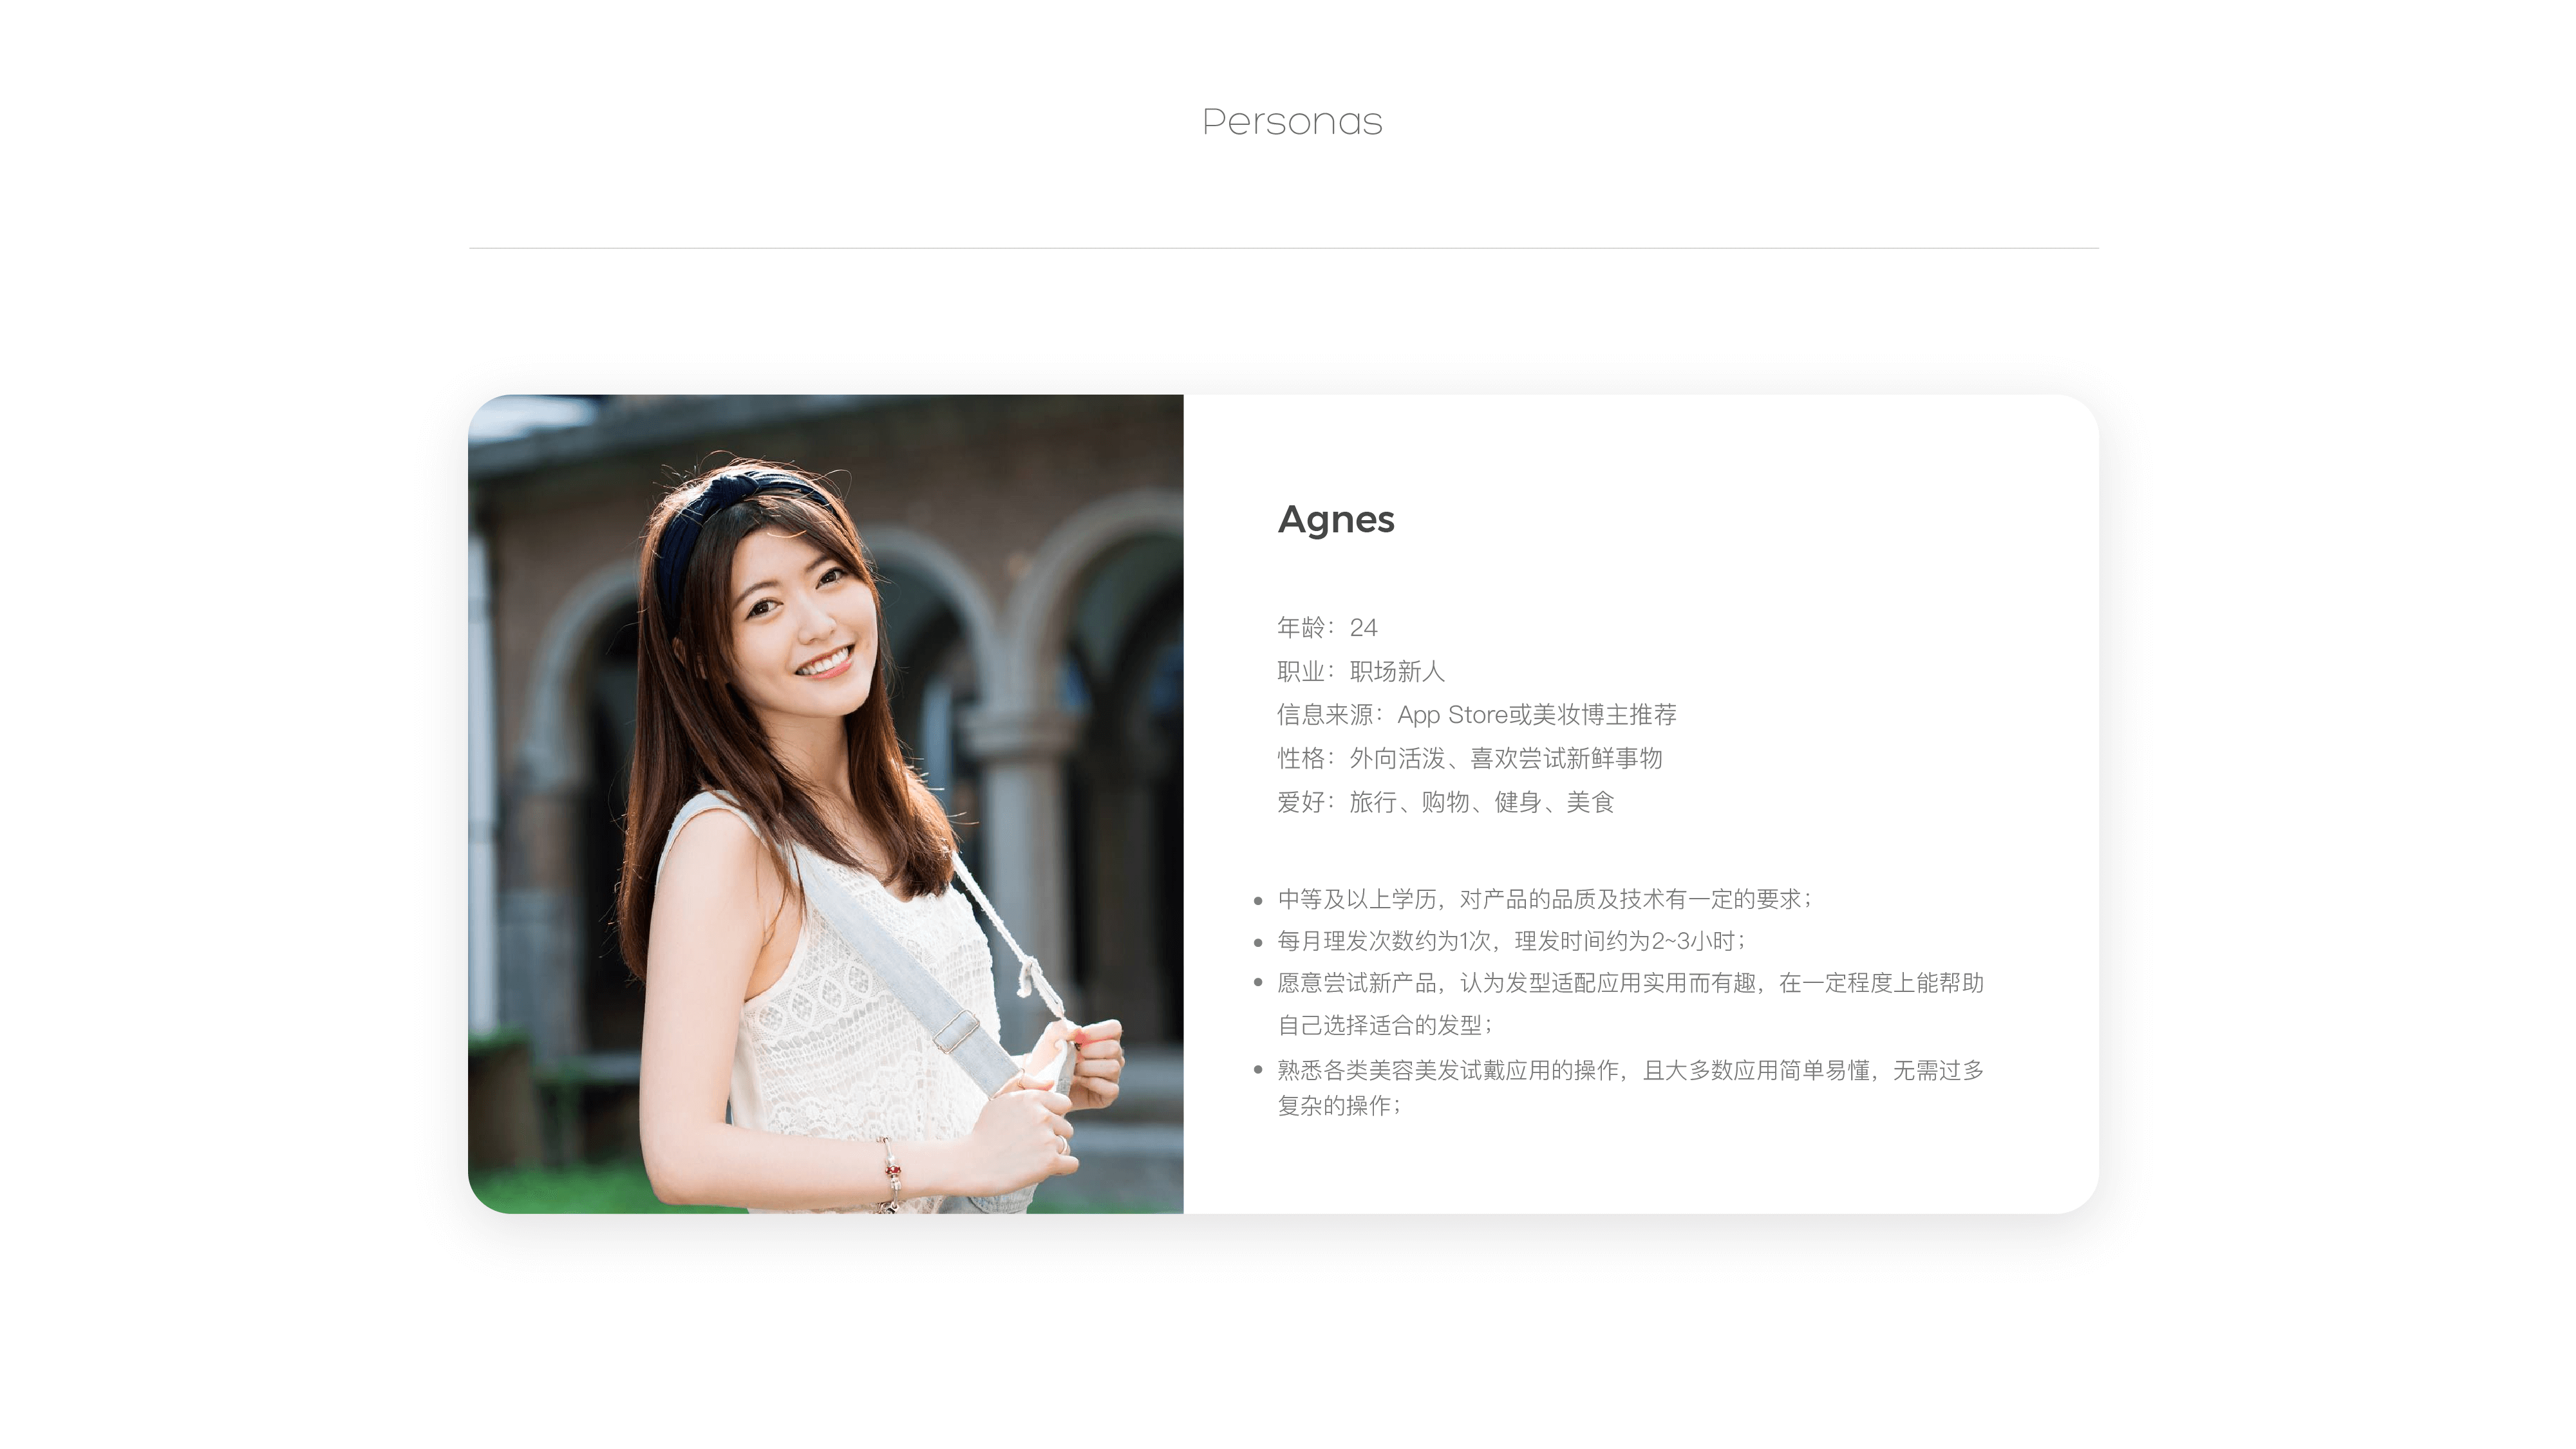 Personas
Agnes
年龄：24
职业：职场新人
信息来源：App Store或美妆博主推荐
性格：外向活泼、喜欢尝试新鲜事物
爱好：旅行、购物、健身、美食
中等及以上学历，对产品的品质及技术有一定的要求；
每月理发次数约为1次，理发时间约为2~3小时；
愿意尝试新产品，认为发型适配应用实用而有趣，在一定程度上能帮助
自己选择适合的发型；
熟悉各类美容美发试戴应用的操作，且大多数应用简单易懂，无需过多
复杂的操作；